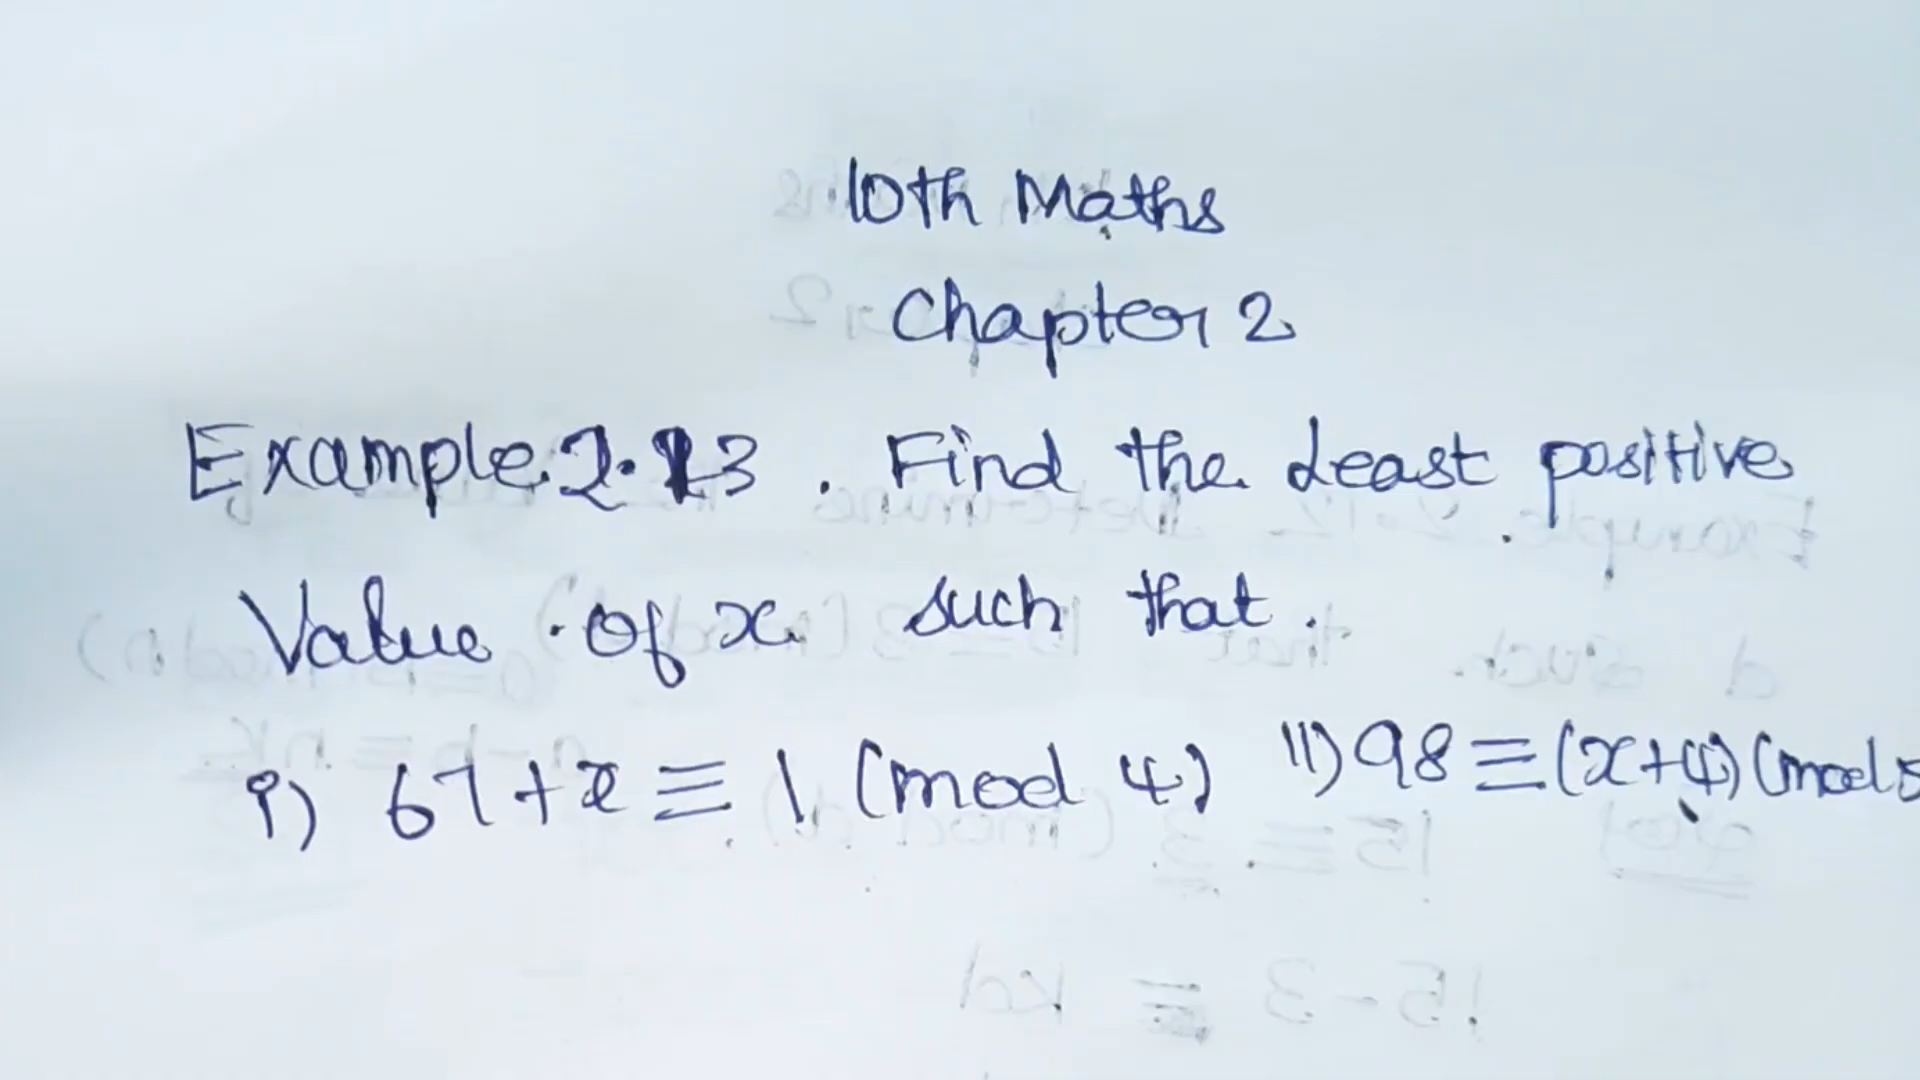 10th Maths
Chapter 2
Example 2.13. Find the Least positive
Value of x such that.
i) 67+x ≡ 1 (mod 4) ii) 98 ≡ (x+4) (mod 5